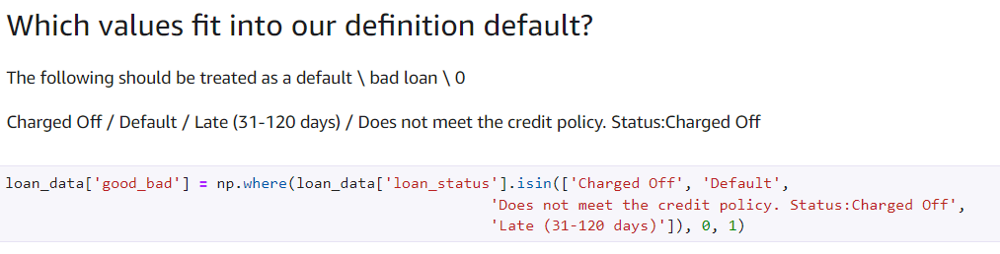 Which values fit into our definition default?
The following should be treated as a default \ bad loan \ 0
Charged Off / Default / Late (31-120 days) / Does not meet the credit policy. Status:Charged Off
loan_data['good_bad'] = np.where(loan_data['loan_status'].isin(['Charged Off', 'Default',
'Does not meet the credit policy. Status:Charged Off',
'Late (31-120 days)']), 0, 1)